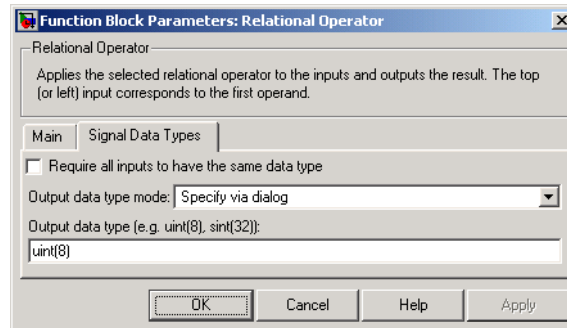 Function Block Parameters: Relational Operator
Relational Operator
Applies the selected relational operator to the inputs and outputs the result. The top
(or left) input corresponds to the first operand.
Main Signal Data Types
Require all inputs to have the same data type
Output data type mode: Specify via dialog
Output data type (e.g. uint(8), sint(32)):
uint(8)
OK Cancel Help Apply